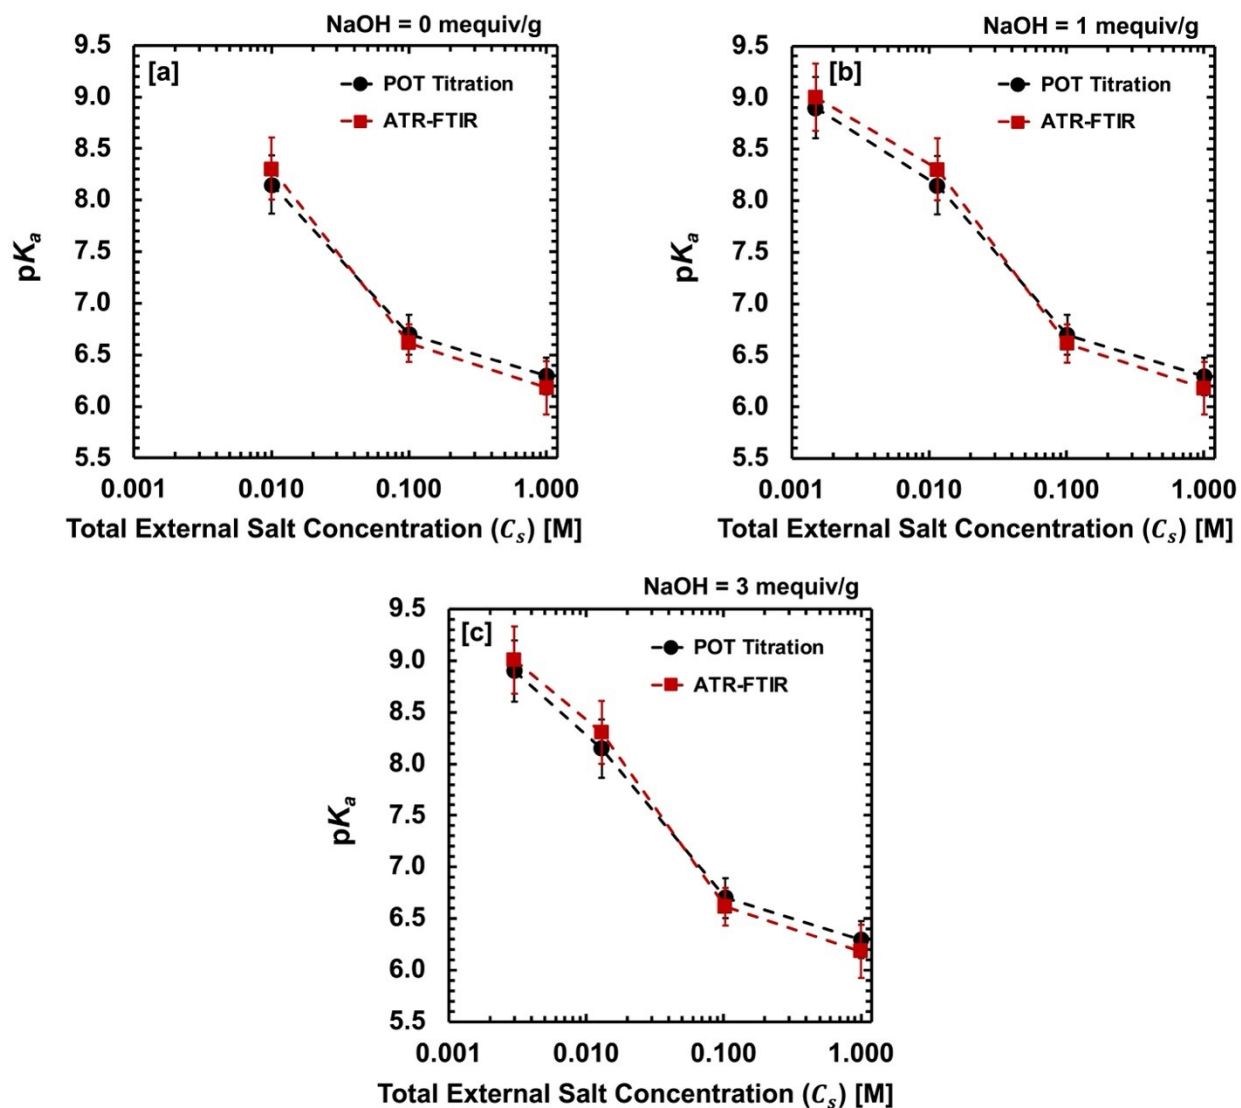 NaOH = 0 mequiv/g
[a]
POT Titration
ATR-FTIR
9.5
9.0
8.5
8.0
7.5
7.0
6.5
6.0
5.5
pKa
0.001 0.010 0.100 1.000
Total External Salt Concentration (Cs) [M]
NaOH = 1 mequiv/g
[b]
POT Titration
ATR-FTIR
9.5
9.0
8.5
8.0
7.5
7.0
6.5
6.0
5.5
pKa
0.001 0.010 0.100 1.000
Total External Salt Concentration (Cs) [M]
NaOH = 3 mequiv/g
[c]
POT Titration
ATR-FTIR
9.5
9.0
8.5
8.0
7.5
7.0
6.5
6.0
5.5
pKa
0.001 0.010 0.100 1.000
Total External Salt Concentration (Cs) [M]